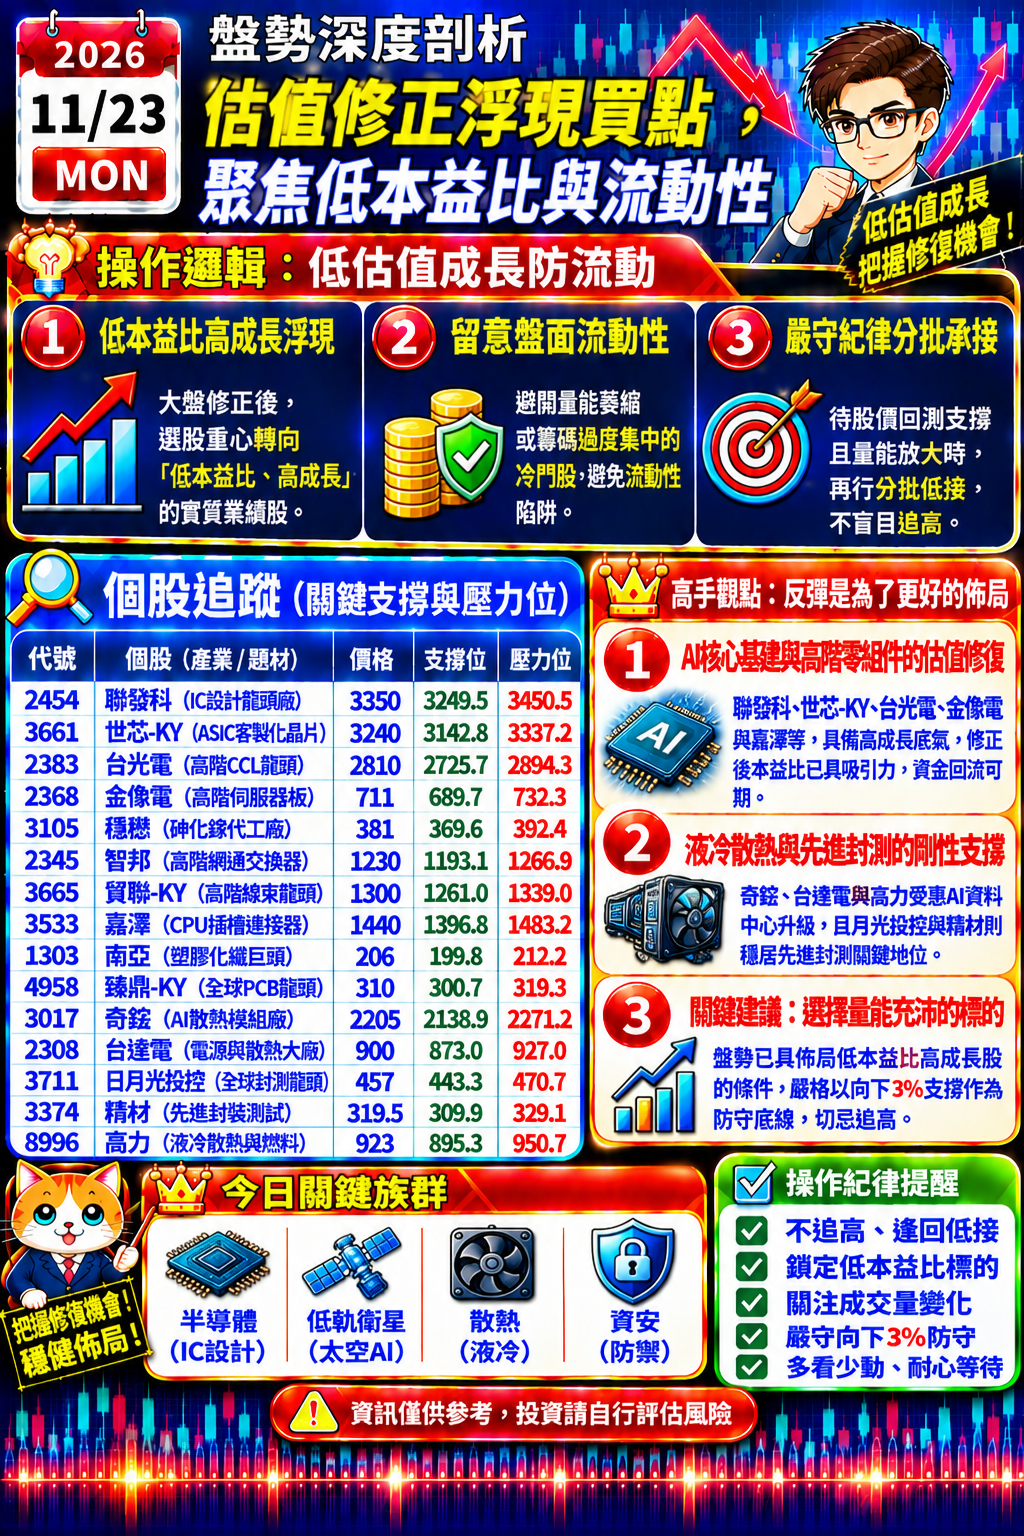 2026
11/23
MON
盤勢深度剖析
估值修正浮現買點，
聚焦低本益比與流動性
低估值成長
把握修復機會！
操作邏輯：低估值成長防流動
1 低本益比高成長浮現
大盤修正後，
選股重心轉向
「低本益比、高成長」
的實質業績股。
2 留意盤面流動性
避開量能萎縮
或籌碼過度集中的
冷門股，避免流動性
陷阱。
3 嚴守紀律分批承接
待股價回測支撐
且量能放大時，
再行分批低接，
不盲目追高。
個股追蹤（關鍵支撐與壓力位）
代號 個股（產業/題材） 價格 支撐位 壓力位
2454 聯發科（IC設計龍頭廠） 3350 3249.5 3450.5
3661 世芯-KY（ASIC客製化晶片） 3240 3142.8 3337.2
2383 台光電（高階CCL龍頭） 2810 2725.7 2894.3
2368 金像電（高階伺服器板） 711 689.7 732.3
3105 穩懋（砷化鎵代工廠） 381 369.6 392.4
2345 智邦（高階網通交換器） 1230 1193.1 1266.9
3665 貿聯-KY（高階線束龍頭） 1300 1261.0 1339.0
3533 嘉澤（CPU插槽連接器） 1440 1396.8 1483.2
1303 南亞（塑膠化纖巨頭） 206 199.8 212.2
4958 臻鼎-KY（全球PCB龍頭） 310 300.7 319.3
3017 奇鋐（AI散熱模組廠） 2205 2138.9 2271.2
2308 台達電（電源與散熱大廠） 900 873.0 927.0
3711 日月光投控（全球封測龍頭） 457 443.3 470.7
3374 精材（先進封裝測試） 319.5 309.9 329.1
8996 高力（液冷散熱與燃料） 923 895.3 950.7
高手觀點：反彈是為了更好的佈局
1 AI核心基建與高階零組件的估值修復
AI
聯發科、世芯-KY、台光電、金像電
與嘉澤等，具備高成長底氣，修正
後本益比已具吸引力，資金回流可
期。
2 液冷散熱與先進封測的剛性支撐
奇鋐、台達電與高力受惠AI資料
中心升級，且月光投控與精材則
穩居先進封測關鍵地位。
3 關鍵建議：選擇量能充沛的標的
盤勢已具佈局低本益比高成長股
的條件，嚴格以向下3%支撐作為
防守底線，切忌追高。
把握修復機會！
穩健佈局！
今日關鍵族群
半導體
（IC設計）
低軌衛星
（太空AI）
散熱
（液冷）
資安
（防禦）
操作紀律提醒
不追高、逢回低接
鎖定低本益比標的
關注成交量變化
嚴守向下3%防守
多看少動、耐心等待
資訊僅供參考，投資請自行評估風險